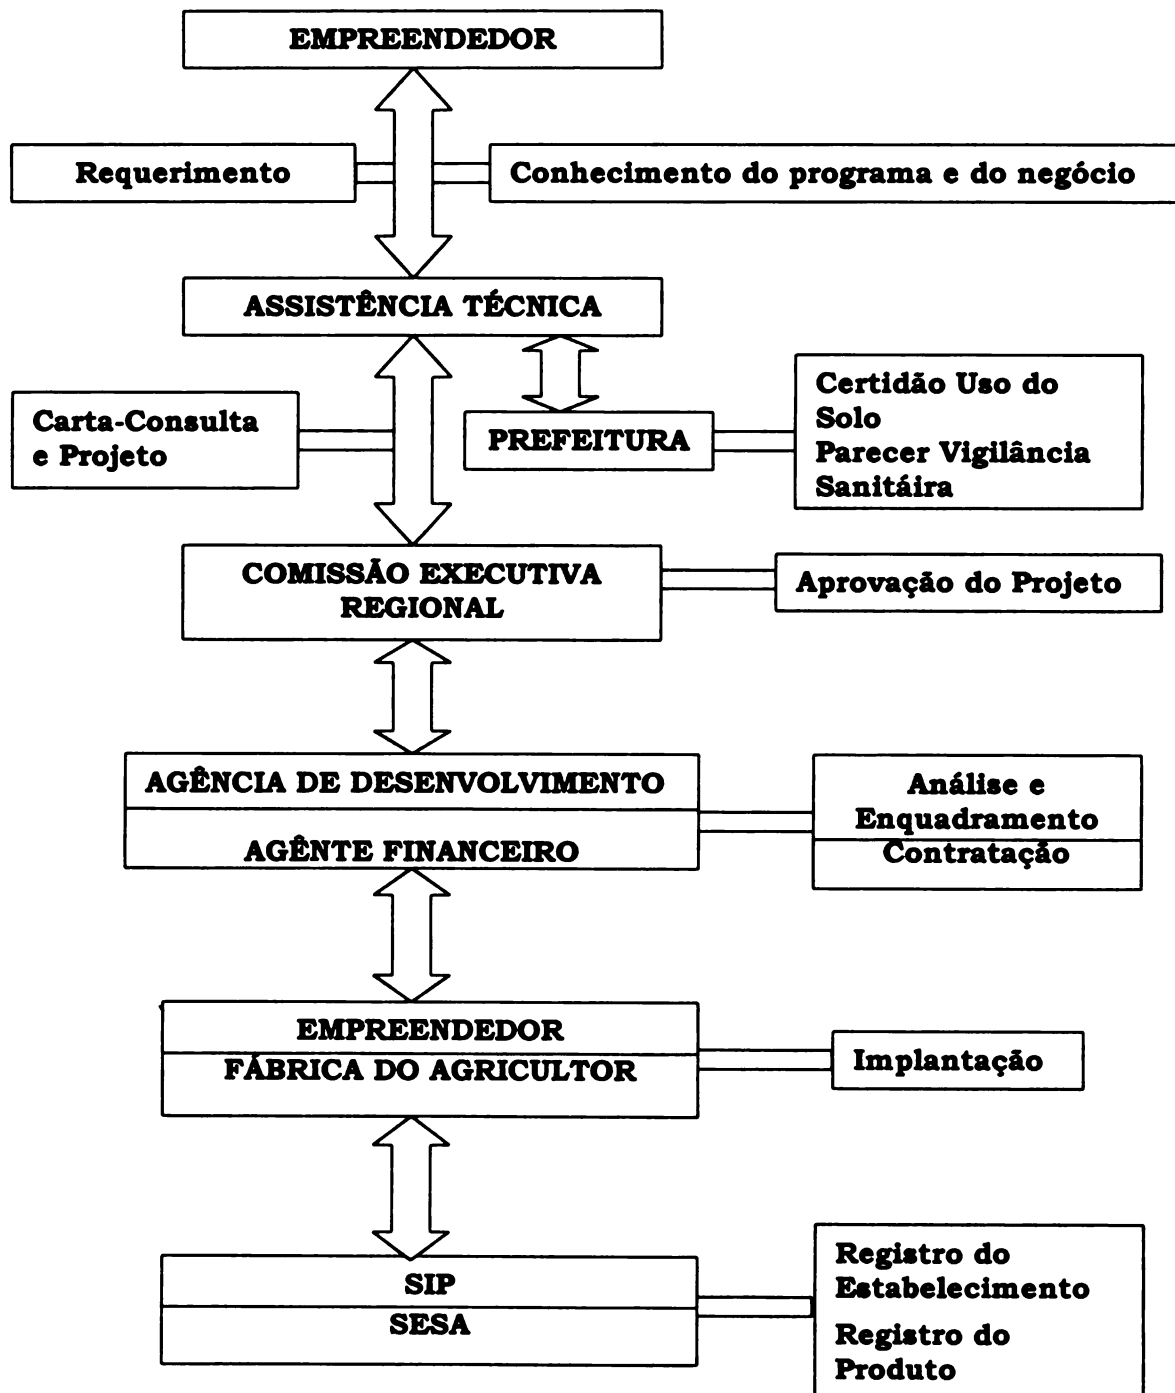 EMPREENDEDOR
Requerimento
Conhecimento do programa e do negócio
ASSISTÊNCIA TÉCNICA
Carta-Consulta
e Projeto
PREFEITURA
Certidão Uso do
Solo
Parecer Vigilância
Sanitáira
COMISSÃO EXECUTIVA
REGIONAL
Aprovação do Projeto
AGÊNCIA DE DESENVOLVIMENTO
AGÊNTE FINANCEIRO
Análise e
Enquadramento
Contratação
EMPREENDEDOR
FÁBRICA DO AGRICULTOR
Implantação
SIP
SESA
Registro do
Estabelecimento
Registro do
Produto